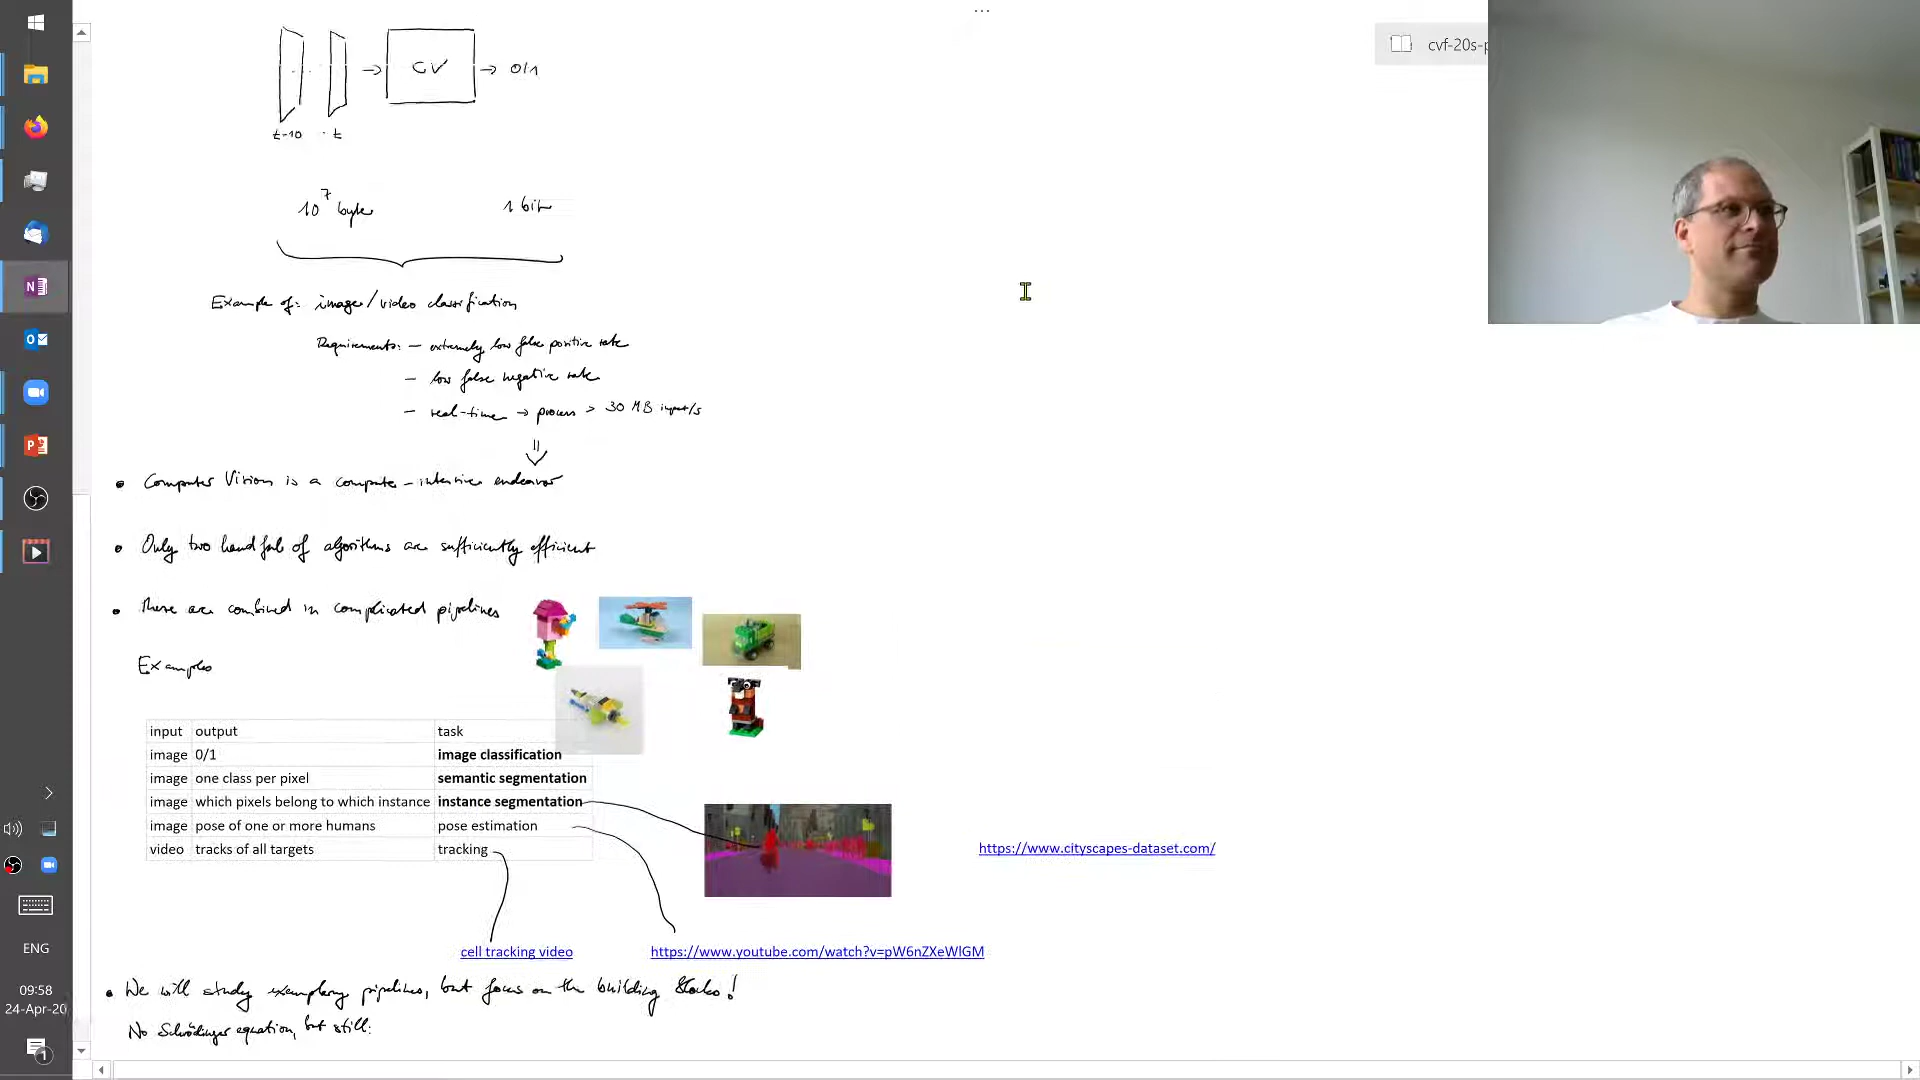 ...
cvf-20s-p
CV
→ 0/1
t-10 · t
10⁷ byte
1 bit
Example of: image/video classification
Requirements: – extremely low false positive rate
– low false negative rate
– real-time → process > 30 MB input/s
• Computer Vision is a compute-intensive endeavor
• Only two handful of algorithms are sufficiently efficient
• These are combined in complicated pipelines
Examples
input output task
image 0/1 image classification
image one class per pixel semantic segmentation
image which pixels belong to which instance instance segmentation
image pose of one or more humans pose estimation
video tracks of all targets tracking
https://www.cityscapes-dataset.com/
cell tracking video
https://www.youtube.com/watch?v=pW6nZXeWlGM
• We will study exemplary pipelines, but focus on the building blocks!
No Schrödinger equation, but still:
ENG
09:58
24-Apr-20
1